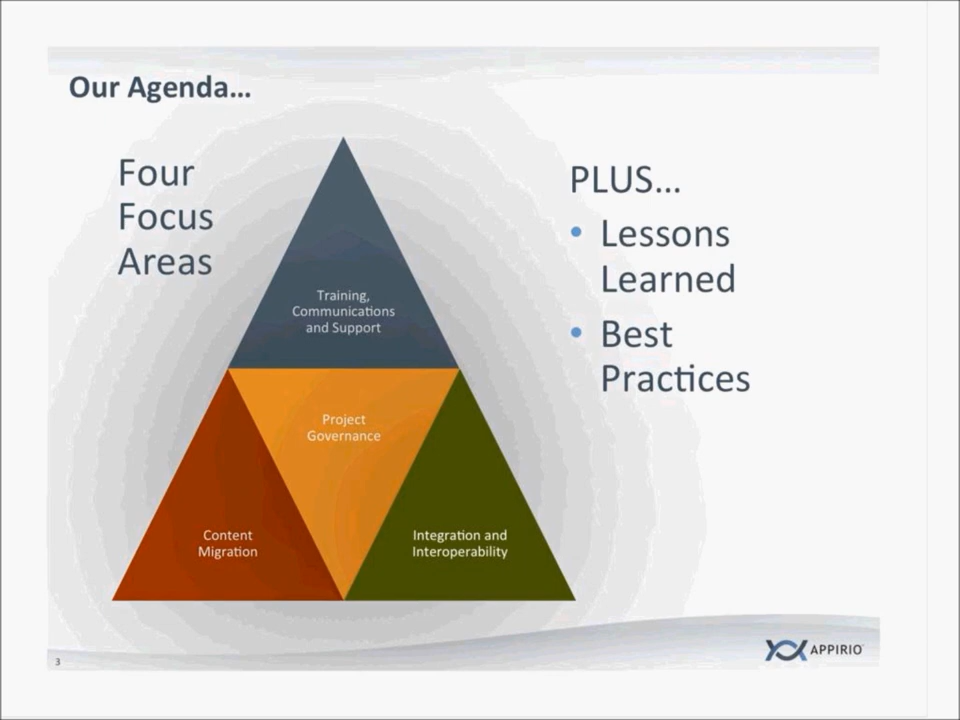 Our Agenda...
Four
Focus
Areas
Training,
Communications
and Support
Project
Governance
Content
Migration
Integration and
Interoperability
PLUS...
• Lessons
Learned
• Best
Practices
3
APPIRIO